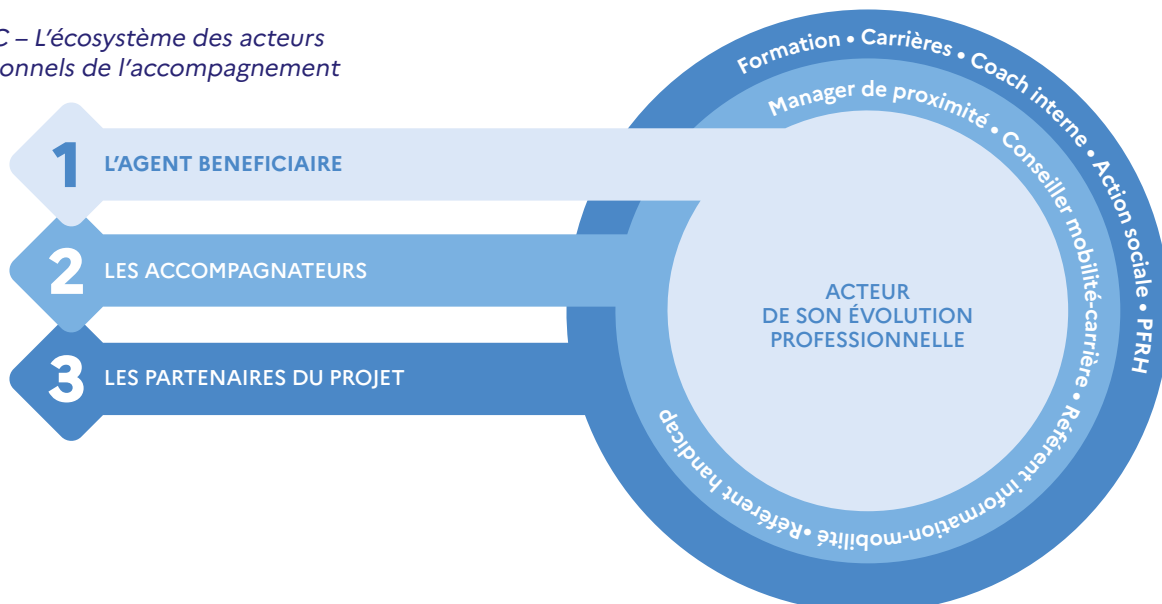 C – L'écosystème des acteurs
onnels de l'accompagnement
1 L'AGENT BENEFICIAIRE
2 LES ACCOMPAGNATEURS
3 LES PARTENAIRES DU PROJET
Formation • Carrières • Coach interne • Action sociale • PFRH
Manager de proximité • Conseiller mobilité-carrière • Référent information-mobilité •Référent handicap
ACTEUR
DE SON ÉVOLUTION
PROFESSIONNELLE